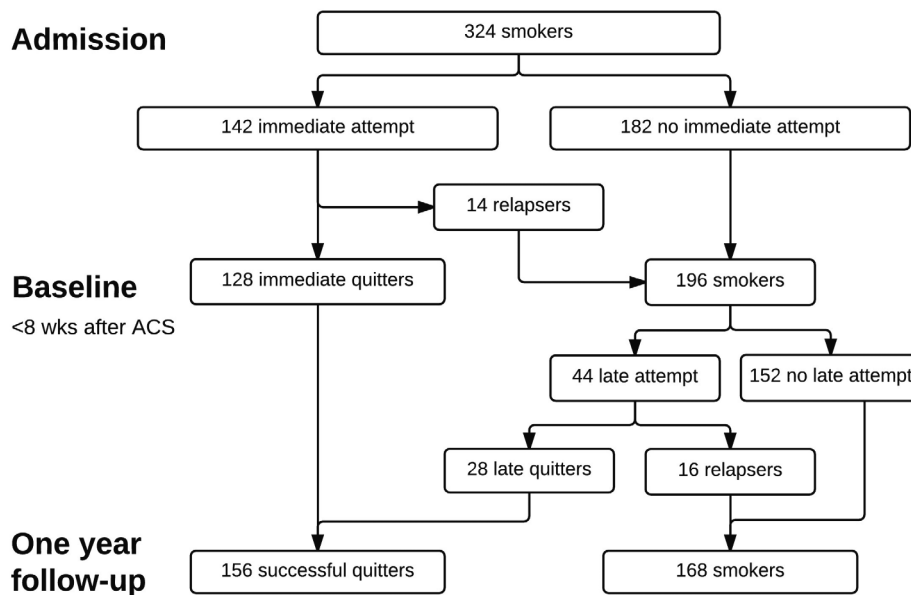 Admission
324 smokers
142 immediate attempt
182 no immediate attempt
14 relapsers
Baseline
128 immediate quitters
196 smokers
<8 wks after ACS
44 late attempt
152 no late attempt
28 late quitters
16 relapsers
One year
follow-up
156 successful quitters
168 smokers